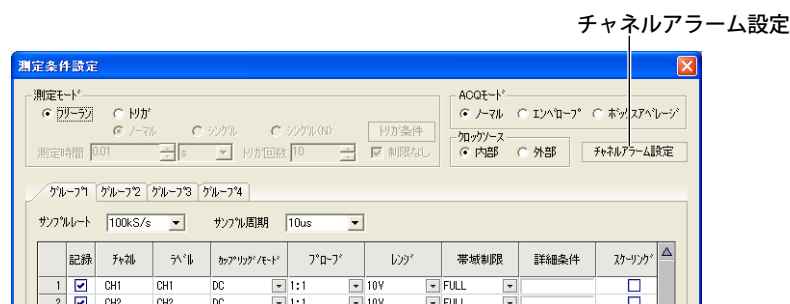 チャネルアラーム設定
測定条件設定
測定モード
フリーラン トリガ
ノーマル シングル シングル(N) トリガ条件
測定時間 0.01 s トリガ回数 10 制限なし
ACQモード
ノーマル エンベロープ ボックスアベレージ
クロックソース
内部 外部 チャネルアラーム設定
グループ1 グループ2 グループ3 グループ4
サンプルレート 100kS/s サンプル周期 10us
記録 チャネル ラベル カップリング/モード プローブ レンジ 帯域制限 詳細条件 スケーリング
1 CH1 CH1 DC 1:1 10V FULL
2 CH2 CH2 DC 1:1 10V FULL